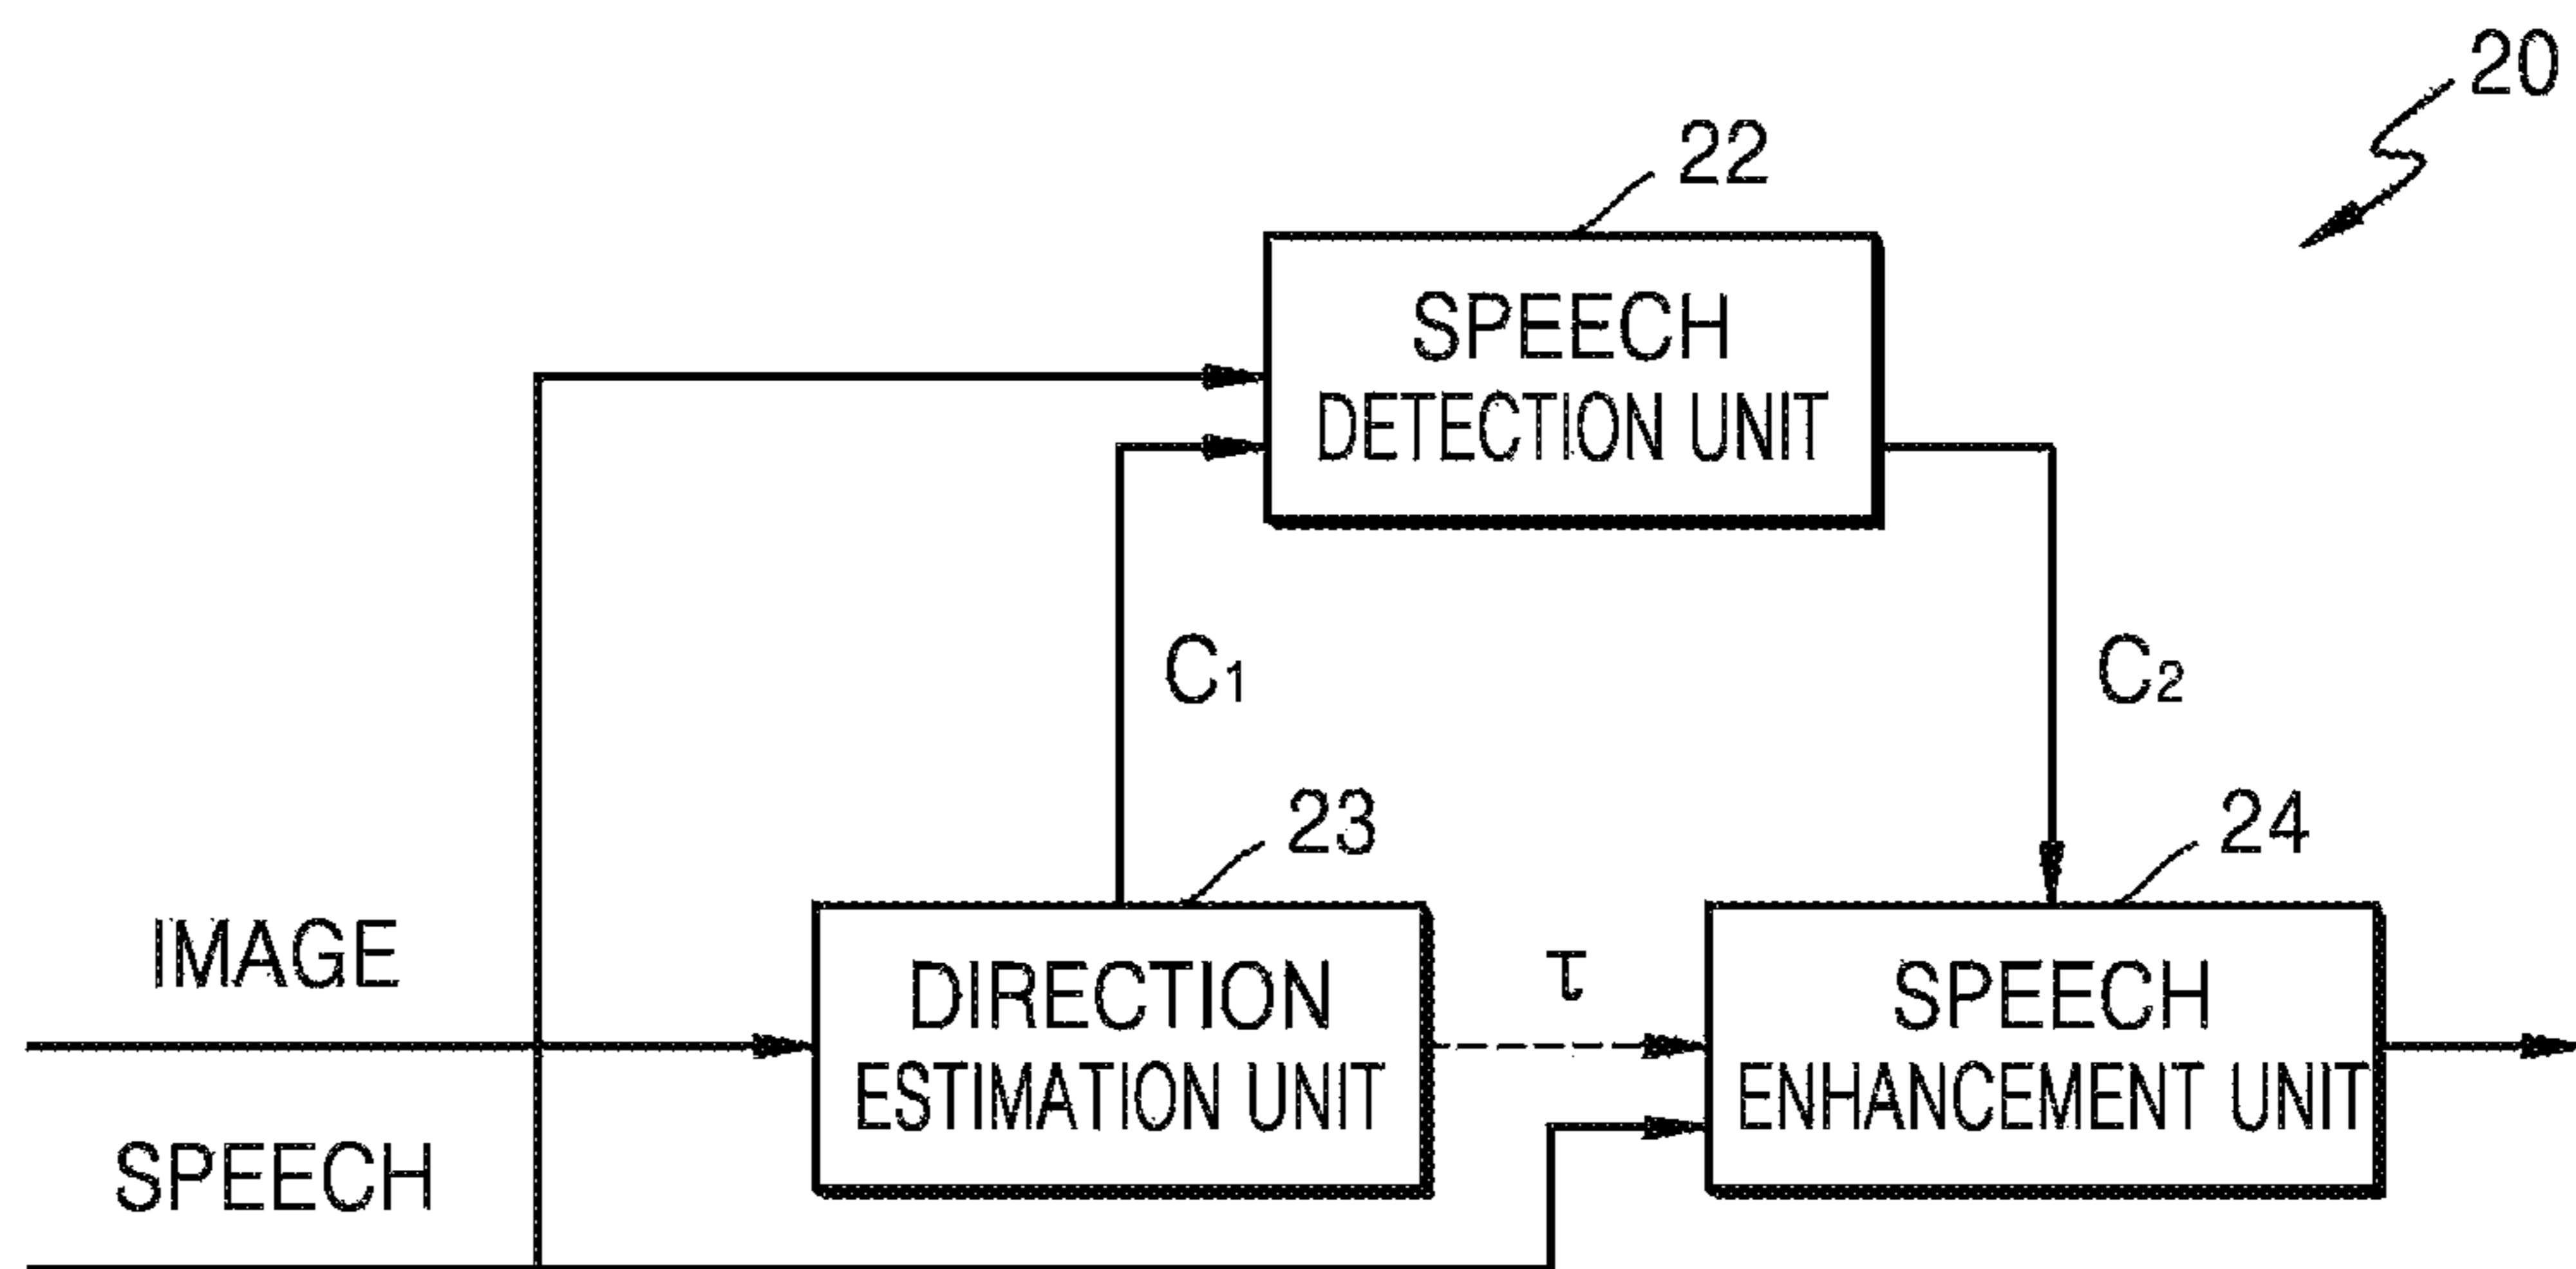 20
22
SPEECH
DETECTION UNIT
C₁
C₂
23
24
IMAGE
DIRECTION
ESTIMATION UNIT
τ
SPEECH
ENHANCEMENT UNIT
SPEECH